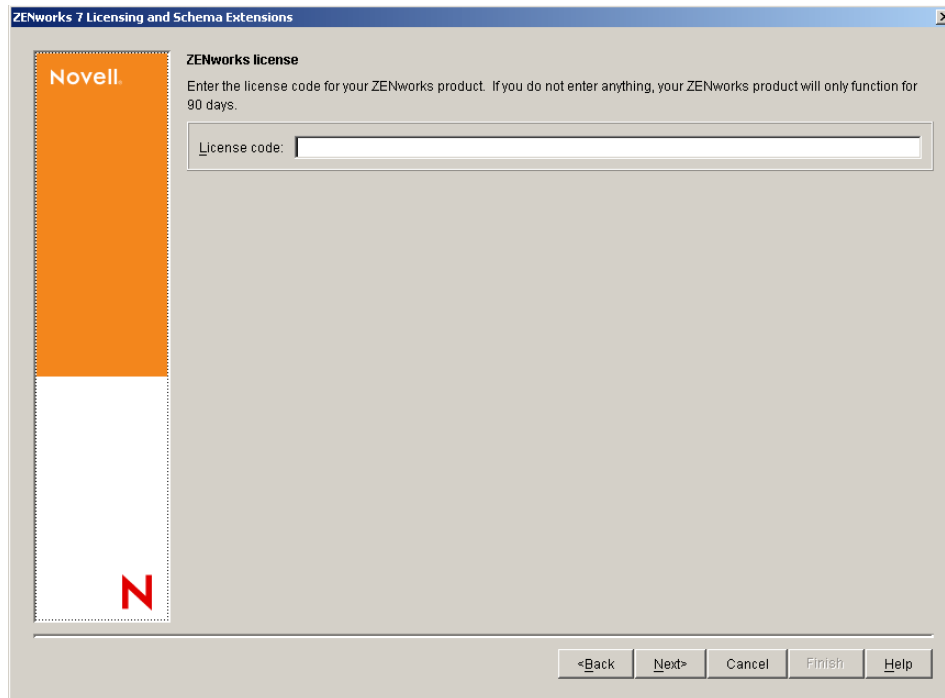 ZENworks 7 Licensing and Schema Extensions
Novell.
ZENworks license
Enter the license code for your ZENworks product. If you do not enter anything, your ZENworks product will only function for
90 days.
License code:
N
<Back
Next>
Cancel
Finish
Help